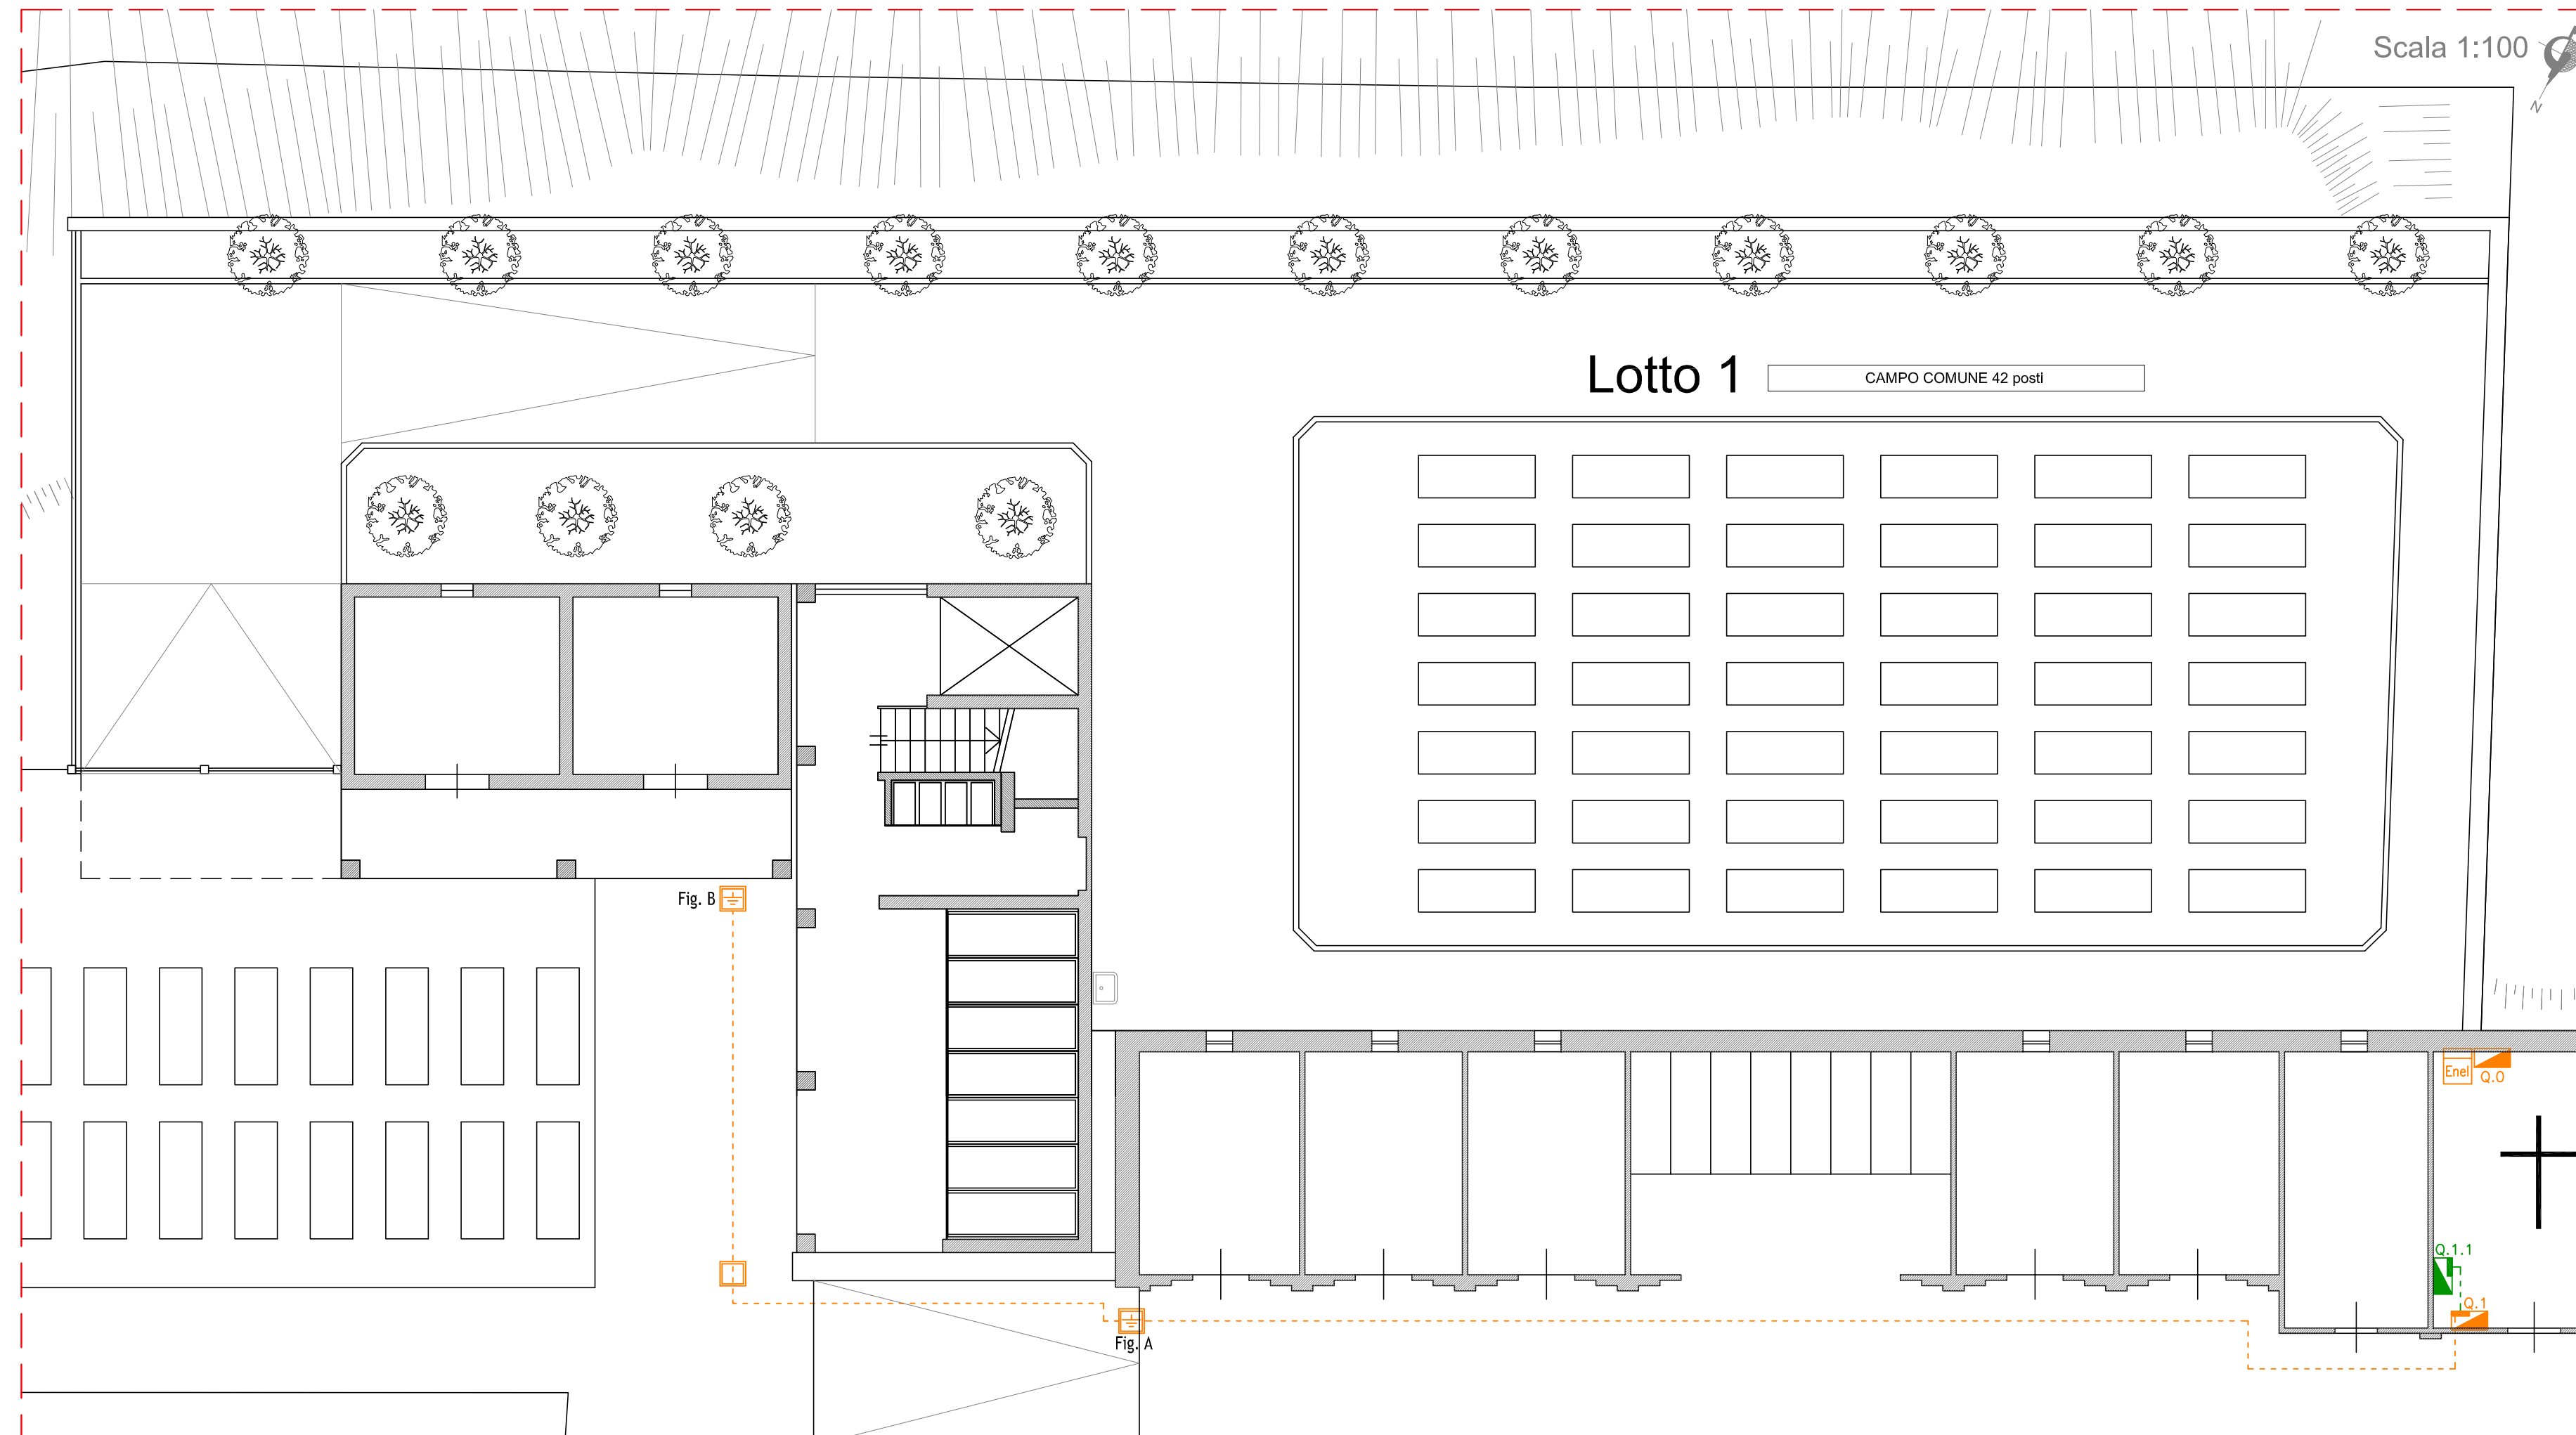 Scala 1:100
N
Lotto 1
CAMPO COMUNE 42 posti
Fig. B
Enel
Q.0
Q.1.1
Q.1
Fig. A